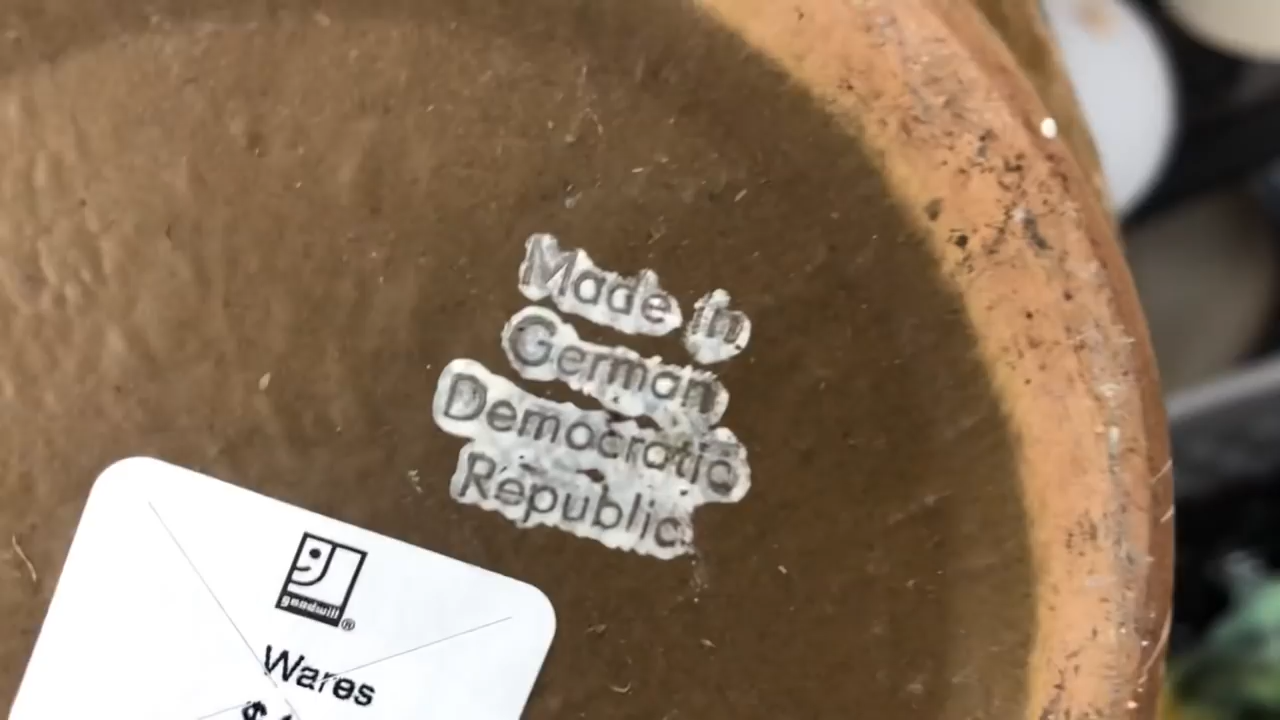 Made in
German
Democratic
Republic
goodwill
Wares